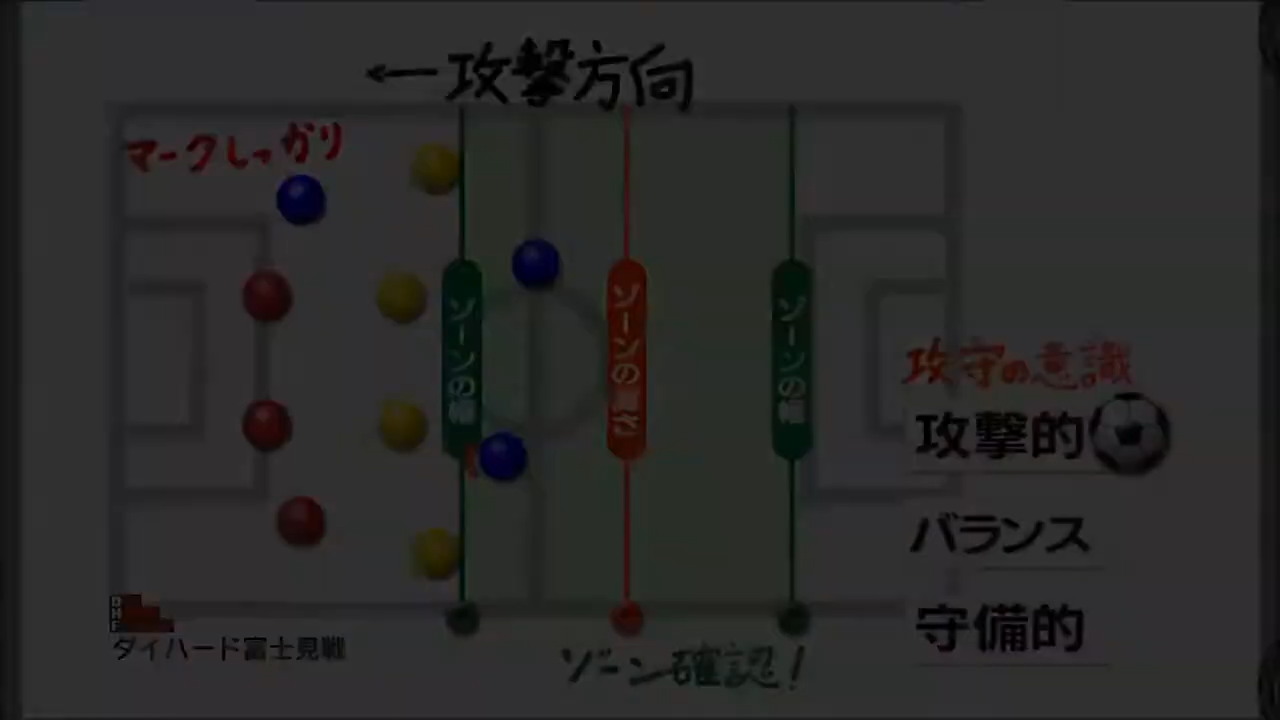 ←攻撃方向
マークしっかり
ゾーンの幅
ゾーンの高さ
ゾーンの幅
攻守の意識
攻撃的
バランス
守備的
DHF
ダイハード富士見戦
ゾーン確認！